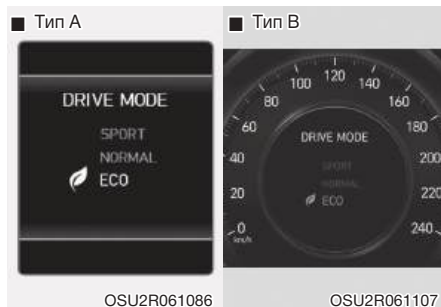 ■ Тип A
DRIVE MODE
SPORT
NORMAL
ECO
OSU2R061086
■ Тип B
0
20
40
60
80
100
120
140
160
180
200
220
240
km/h
DRIVE MODE
SPORT
NORMAL
ECO
OSU2R061107